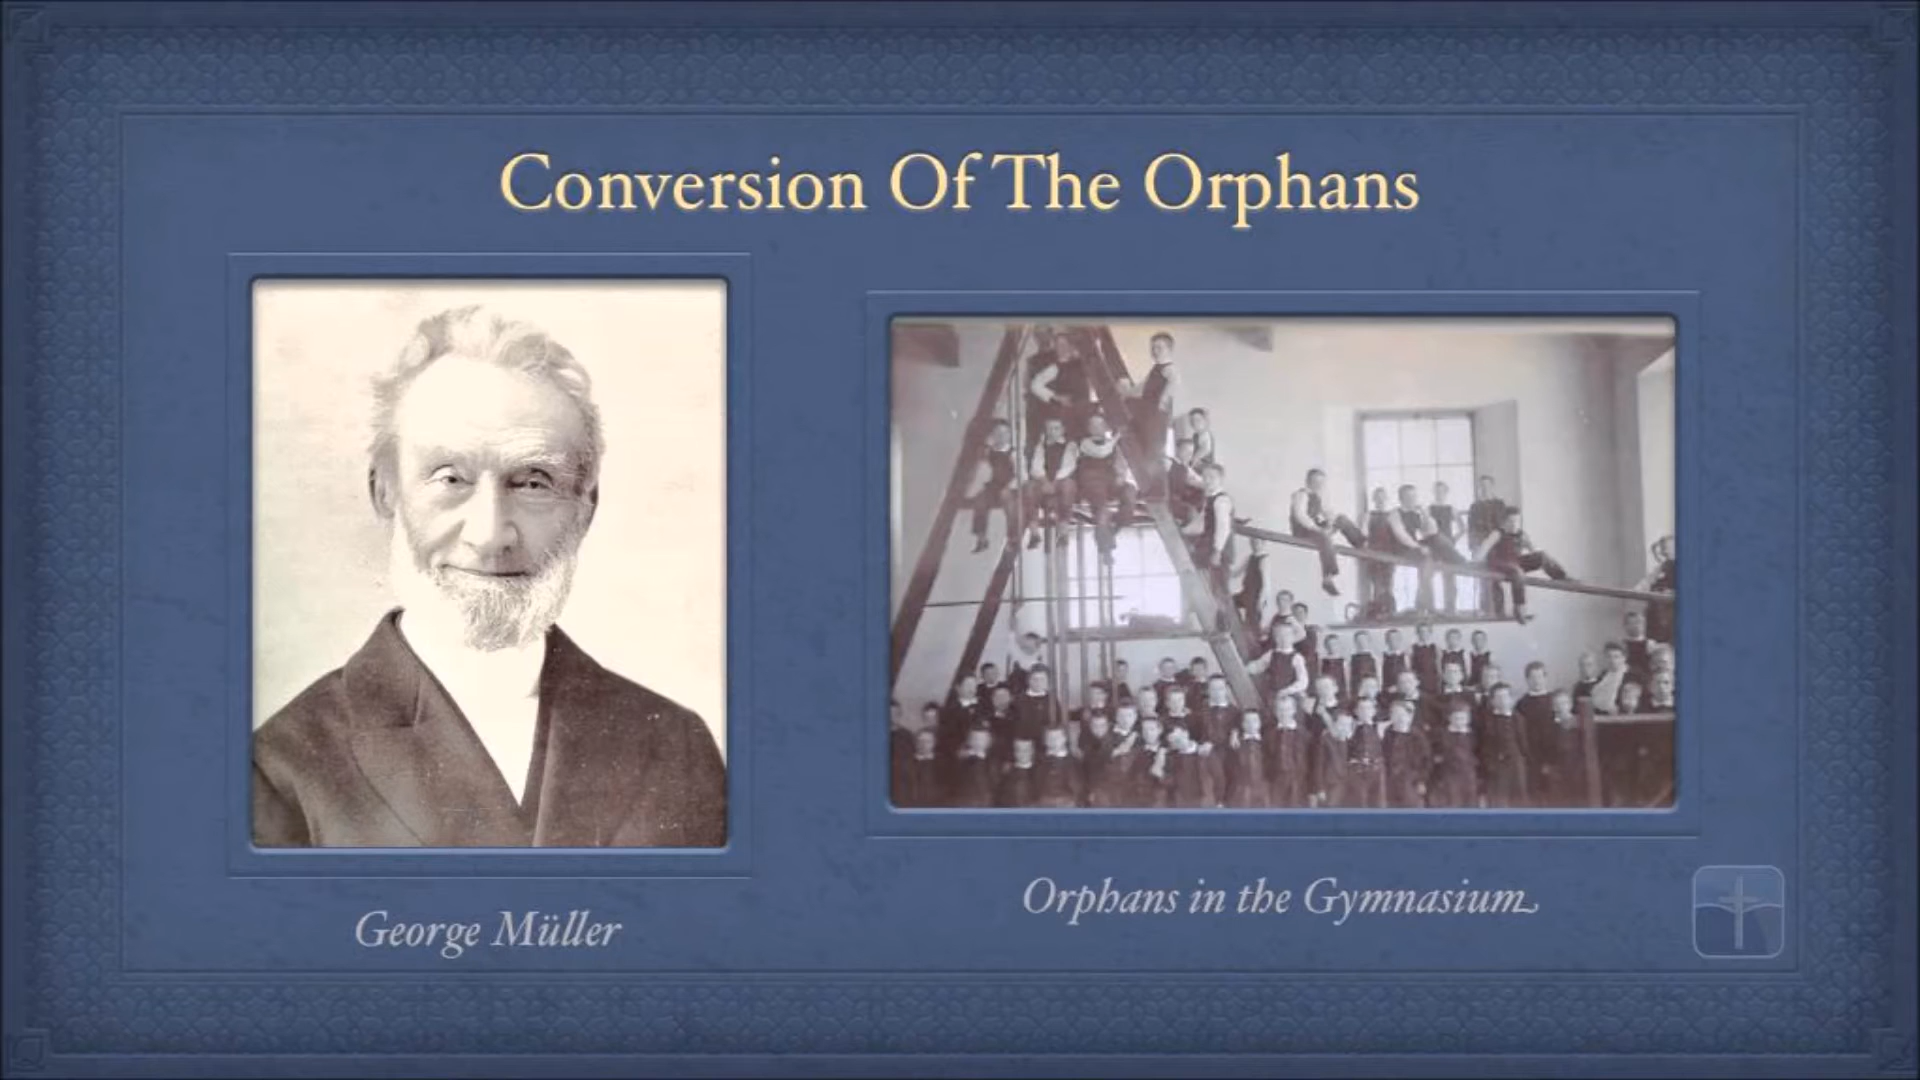 Conversion Of The Orphans
George Müller
Orphans in the Gymnasium